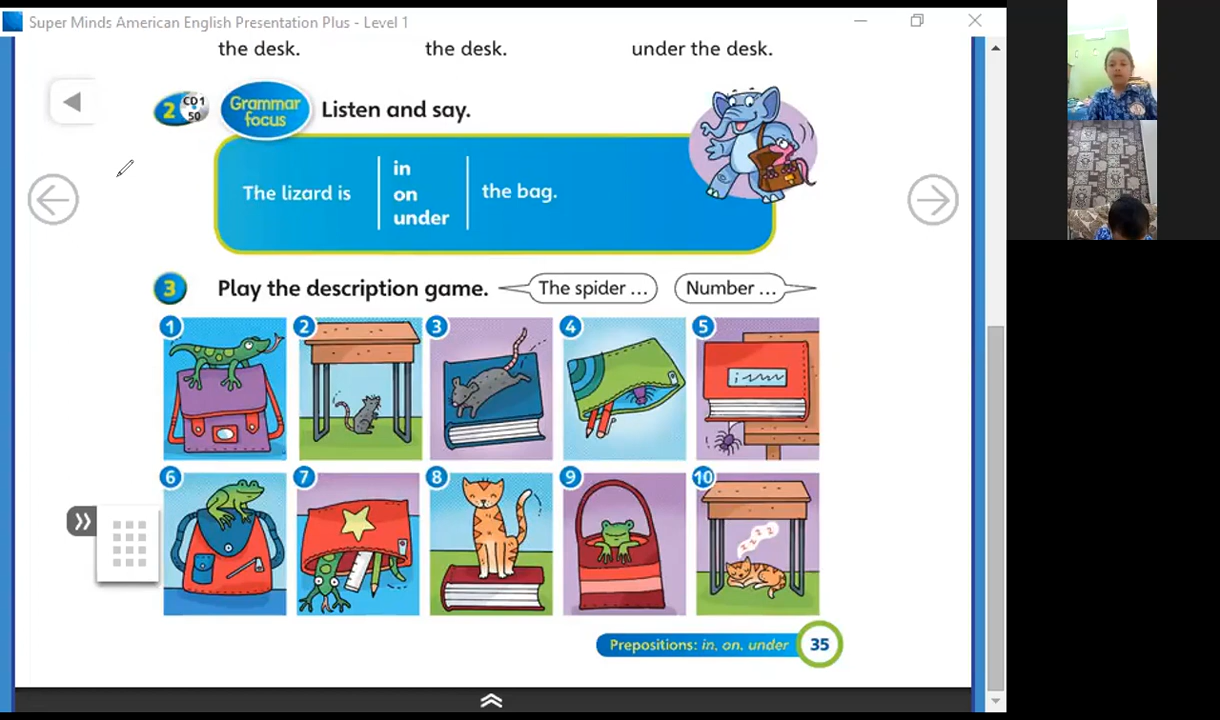 Super Minds American English Presentation Plus - Level 1
the desk. the desk. under the desk.
2 CD1 50 Grammar focus Listen and say.
in
The lizard is on the bag.
under
3 Play the description game. The spider ... Number ...
1 2 3 4 5
6 7 8 9 10
z z z z
Prepositions: in, on, under 35